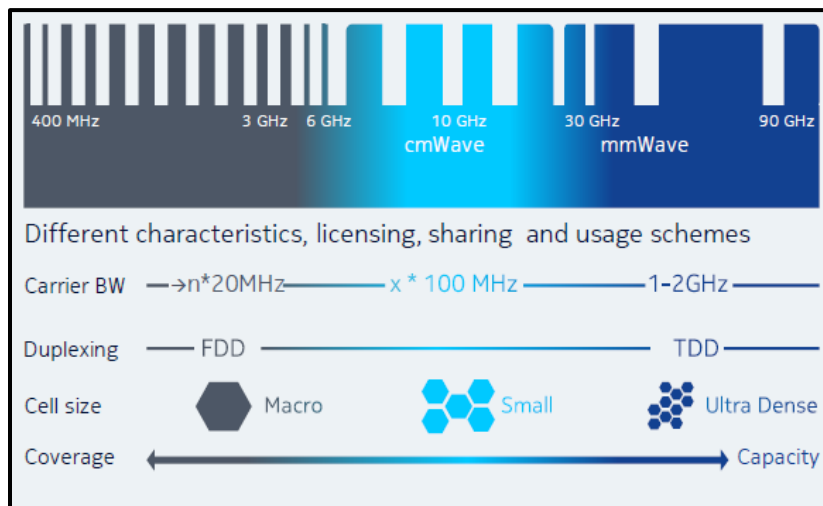 400 MHz 3 GHz 6 GHz 10 GHz 30 GHz 90 GHz
cmWave mmWave
Different characteristics, licensing, sharing and usage schemes
Carrier BW →n*20MHz x * 100 MHz 1-2GHz
Duplexing FDD TDD
Cell size Macro Small Ultra Dense
Coverage Capacity